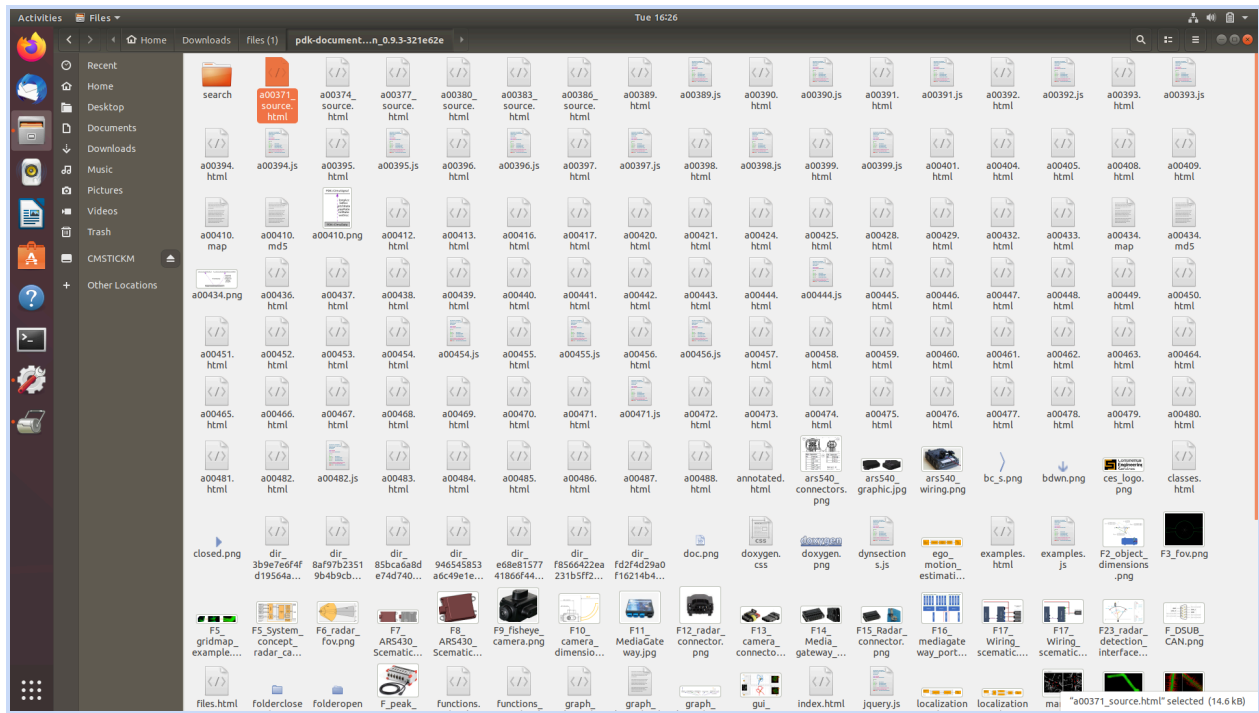 Activities Files Tue 16:26
Home Downloads files (1) pdk-document…n_0.9.3-321e62e
Recent
Home
Desktop
Documents
Downloads
Music
Pictures
Videos
Trash
CMSTICKM
Other Locations
search a00371_ a00374_ a00377_ a00380_ a00383_ a00386_ a00389. a00389.js a00390. a00390.js a00391. a00391.js a00392. a00392.js a00393. a00393.js
source. source. source. source. source. source. html html html html html
html html html html html html
a00394. a00394.js a00395. a00395.js a00396. a00396.js a00397. a00397.js a00398. a00398.js a00399. a00399.js a00401. a00404. a00405. a00408. a00409.
html html html html html html html html html html html
a00410. a00410. a00410.png a00412. a00413. a00416. a00417. a00420. a00421. a00424. a00425. a00428. a00429. a00432. a00433. a00434. a00434.
map md5 html html html html html html html html html html html html map md5
a00434.png a00436. a00437. a00438. a00439. a00440. a00441. a00442. a00443. a00444. a00444.js a00445. a00446. a00447. a00448. a00449. a00450.
html html html html html html html html html html html html html html html
a00451. a00452. a00453. a00454. a00454.js a00455. a00455.js a00456. a00456.js a00457. a00458. a00459. a00460. a00461. a00462. a00463. a00464.
html html html html html html html html html html html html html html
a00465. a00466. a00467. a00468. a00469. a00470. a00471. a00471.js a00472. a00473. a00474. a00475. a00476. a00477. a00478. a00479. a00480.
html html html html html html html html html html html html html html html html
a00481. a00482. a00482.js a00483. a00484. a00485. a00486. a00487. a00488. annotated. ars540_ ars540_ ars540_ bc_s.png bdwn.png ces_logo. classes.
html html html html html html html html html connectors. graphic.jpg wiring.png png html
png
closed.png dir_ dir_ dir_ dir_ dir_ dir_ doc.png doxygen. doxygen. dynsection ego_ examples. examples. F2_object_ F3_fov.png
3b9e7e6f4f 8af97b2351 85bca6a8d 946545853 e68e81577 f8566422ea fd2f4d29a0 css png s.js motion_ html js dimensions
d19564a… 9b4b9cb… e74d740… a6c49e1e… 41866f44… 231b5ff2… f16214b4… estimati… .png
F5_ F5_System_ F6_radar_ F7_ F8_ F9_fisheye_ F10_ F11_ F12_radar_ F13_ F14_ F15_Radar_ F16_ F17_ F17_ F23_radar_ F_DSUB_
gridmap_ concept_ fov.png ARS430_ ARS430_ camera.png camera_ MediaGate connector. camera_ Media_ connector. mediagate Wiring_ Wiring_ detection_ CAN.png
example.… radar_ca… Scematic… Scematic… dimensio… way.jpg png connecto… gateway_… png way_port… scematic… scematic… interface…
files.html folderclose folderopen F_peak_ functions. functions_ graph_ graph_ graph_ gui_ index.html jquery.js localization localization
"a00371_source.html" selected (14.6 kB)